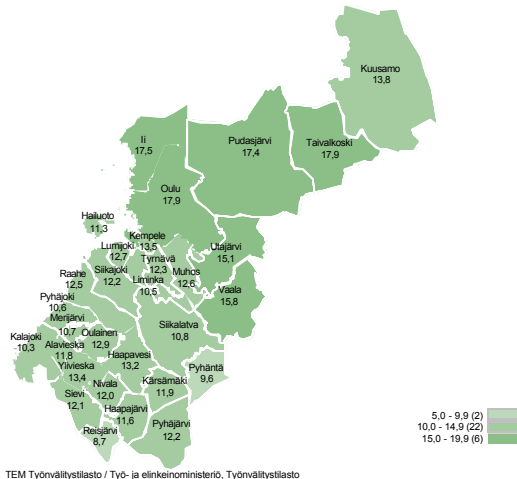 Kuusamo
13,8
Ii
17,5
Pudasjärvi
17,4
Taivalkoski
17,9
Oulu
17,9
Hailuoto
11,3
Kempele
13,5
Utajärvi
15,1
Lumijoki
12,7
Tyrnävä
12,3
Muhos
12,6
Raahe
12,5
Siikajoki
12,2
Liminka
10,5
Vaala
15,8
Pyhäjoki
10,6
Merijärvi
10,7
Siikalatva
10,8
Kalajoki
10,3
Alavieska
11,8
Oulainen
12,9
Haapavesi
13,2
Pyhäntä
9,6
Ylivieska
13,4
Kärsämäki
11,9
Sievi
12,1
Nivala
12,0
Haapajärvi
11,6
Reisjärvi
8,7
Pyhäjärvi
12,2
5,0 - 9,9 (2)
10,0 - 14,9 (22)
15,0 - 19,9 (6)
TEM Työnvälitystilasto / Työ- ja elinkeinoministeriö, Työnvälitystilasto